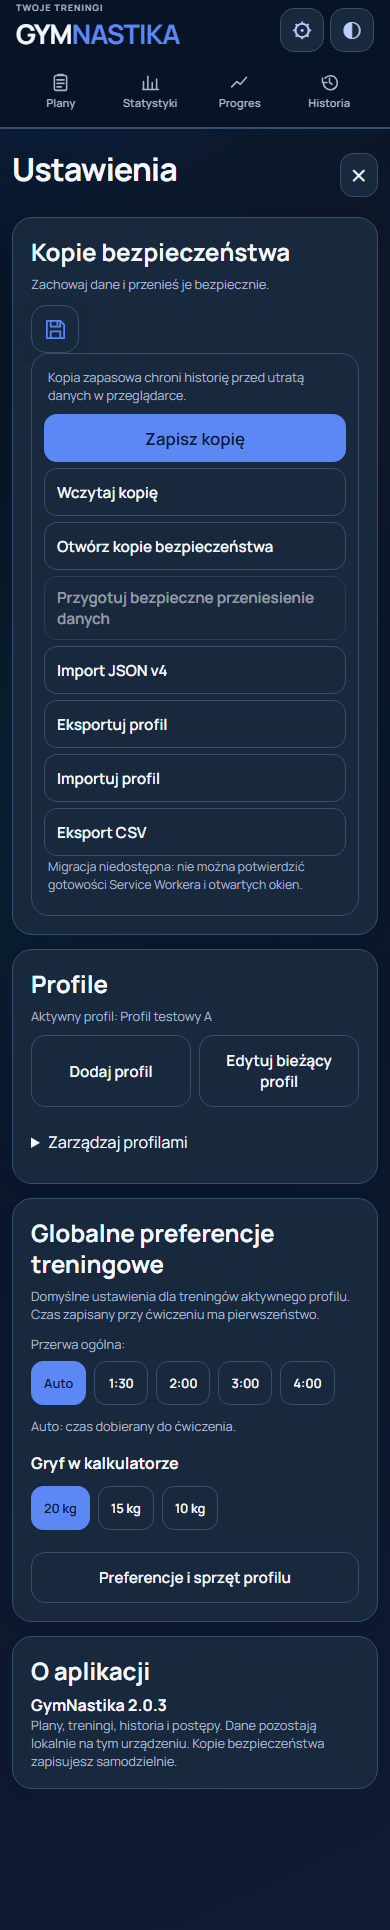 TWOJE TRENINGI
GYMNASTIKA
Plany
Statystyki
Progres
Historia
Ustawienia
Kopie bezpieczeństwa
Zachowaj dane i przenieś je bezpiecznie.
Kopia zapasowa chroni historię przed utratą
danych w przeglądarce.
Zapisz kopię
Wczytaj kopię
Otwórz kopie bezpieczeństwa
Przygotuj bezpieczne przeniesienie
danych
Import JSON v4
Eksportuj profil
Importuj profil
Eksport CSV
Migracja niedostępna: nie można potwierdzić
gotowości Service Workera i otwartych okien.
Profile
Aktywny profil: Profil testowy A
Dodaj profil
Edytuj bieżący
profil
Zarządzaj profilami
Globalne preferencje
treningowe
Domyślne ustawienia dla treningów aktywnego profilu.
Czas zapisany przy ćwiczeniu ma pierwszeństwo.
Przerwa ogólna:
Auto
1:30
2:00
3:00
4:00
Auto: czas dobierany do ćwiczenia.
Gryf w kalkulatorze
20 kg
15 kg
10 kg
Preferencje i sprzęt profilu
O aplikacji
GymNastika 2.0.3
Plany, treningi, historia i postępy. Dane pozostają
lokalnie na tym urządzeniu. Kopie bezpieczeństwa
zapisujesz samodzielnie.